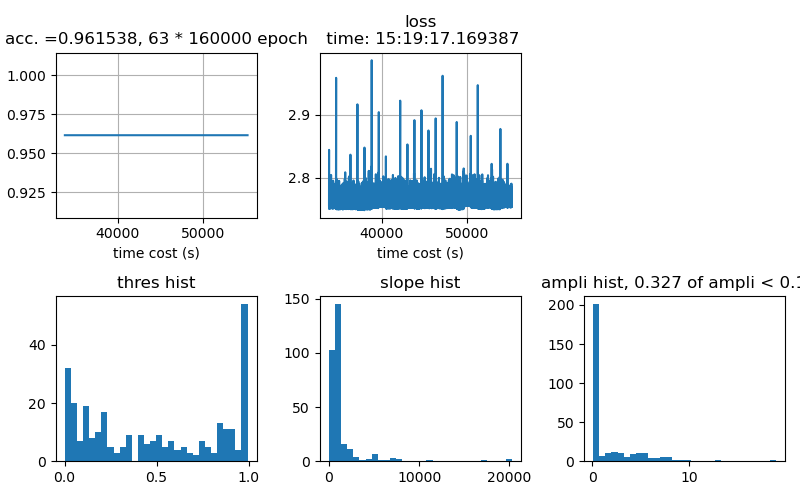 acc. =0.961538, 63 * 160000 epoch
1.000
0.975
0.950
0.925
40000 50000
time cost (s)
loss
time: 15:19:17.169387
2.9
2.8
40000 50000
time cost (s)
thres hist
40
20
0
0.0 0.5 1.0
slope hist
150
100
50
0
0 10000 20000
ampli hist, 0.327 of ampli < 0.1
200
150
100
50
0
0 10